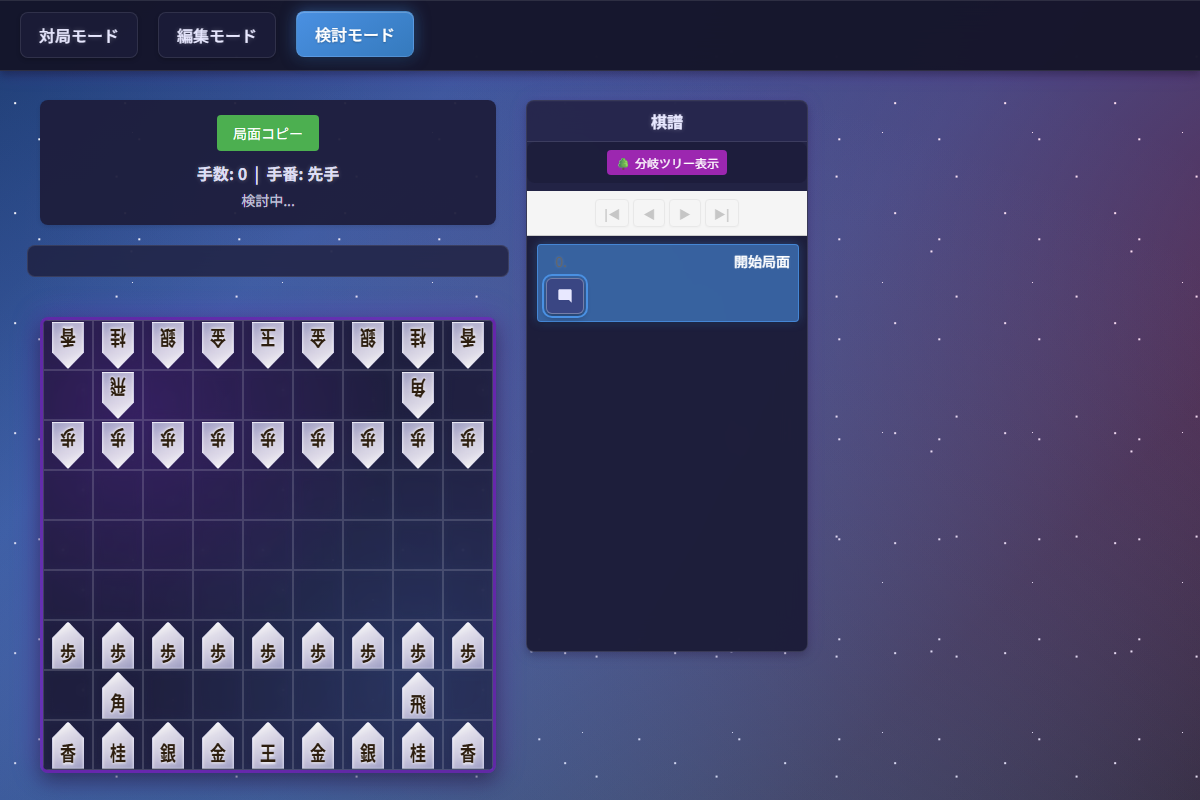 対局モード 編集モード 検討モード
局面コピー
手数: 0 | 手番: 先手
検討中...
棋譜
分岐ツリー表示
開始局面
香 桂 銀 金 王 金 銀 桂 香
飛 角
歩 歩 歩 歩 歩 歩 歩 歩 歩
歩 歩 歩 歩 歩 歩 歩 歩 歩
角 飛
香 桂 銀 金 王 金 銀 桂 香